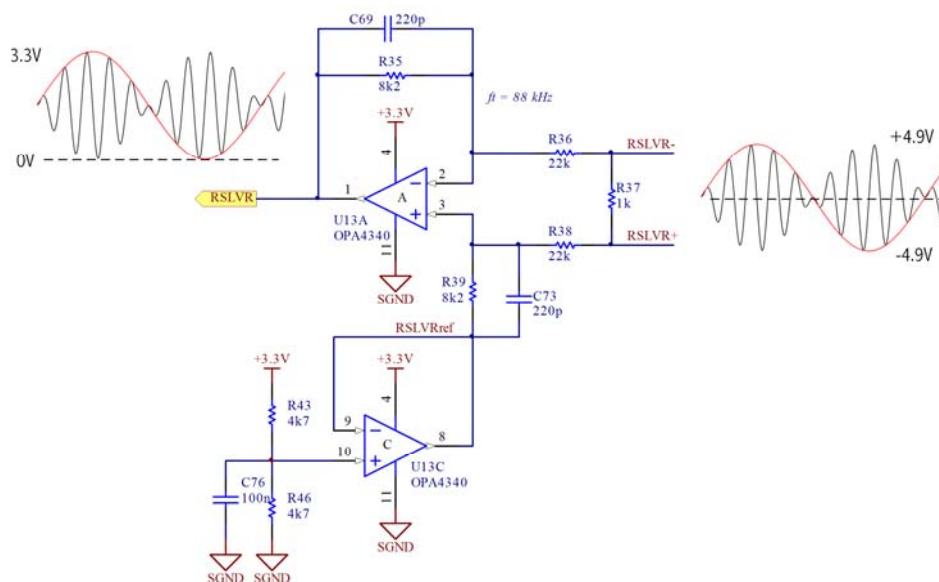 C69 220p
3.3V
R35
8k2
ft = 88 kHz
+3.3V
R36
22k
RSLVR-
+4.9V
0V
4
2
R37
1k
RSLVR
1
A
3
RSLVR+
U13A
OPA4340
R38
22k
-4.9V
11
R39
8k2
C73
220p
SGND
RSLVRref
+3.3V
+3.3V
4
R43
4k7
9
C
8
10
U13C
OPA4340
C76
100n
R46
4k7
11
SGND
SGND
SGND